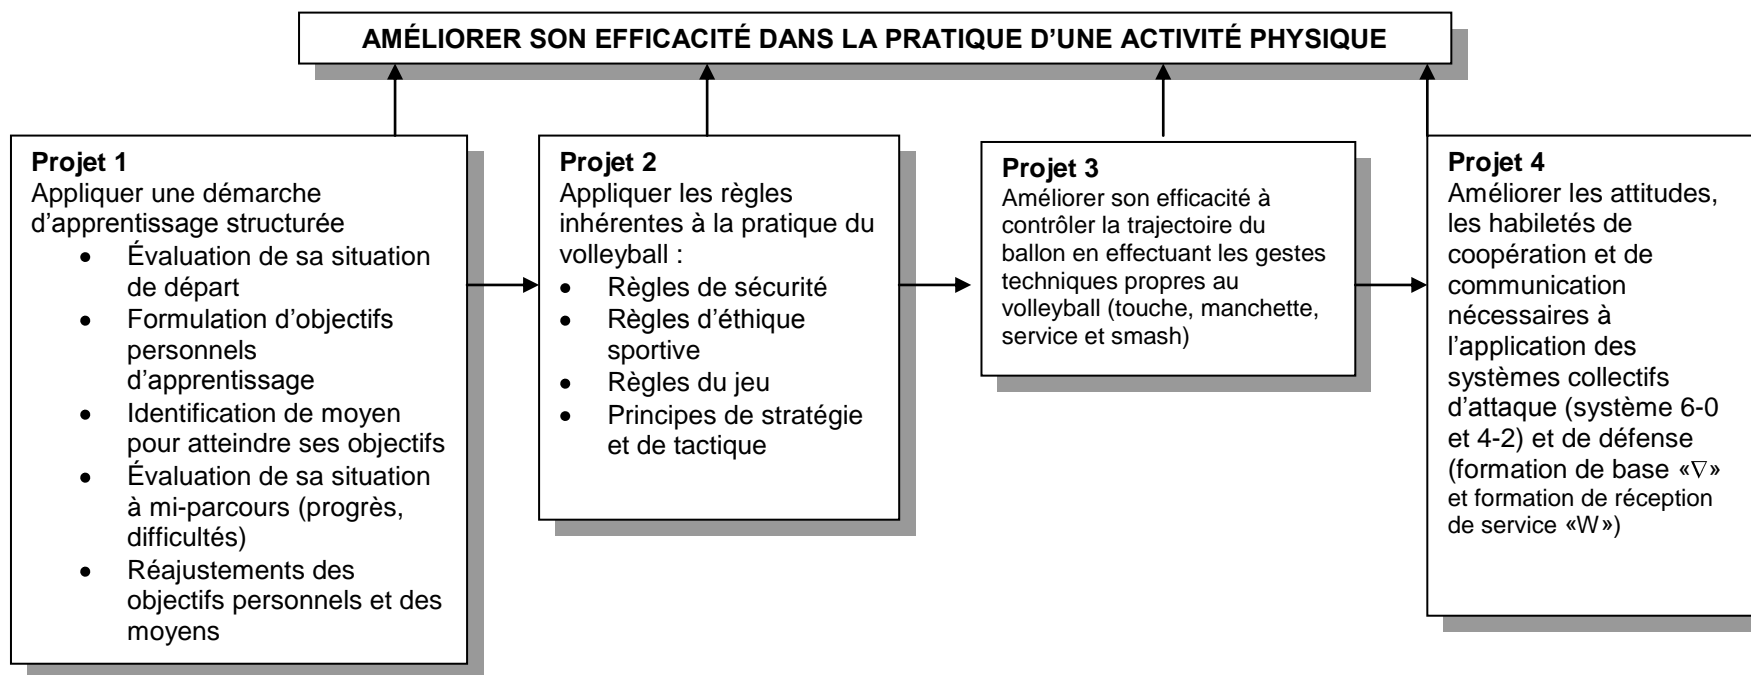 AMÉLIORER SON EFFICACITÉ DANS LA PRATIQUE D’UNE ACTIVITÉ PHYSIQUE
Projet 1
Appliquer une démarche
d’apprentissage structurée
• Évaluation de sa situation
de départ
• Formulation d’objectifs
personnels
d’apprentissage
• Identification de moyen
pour atteindre ses objectifs
• Évaluation de sa situation
à mi-parcours (progrès,
difficultés)
• Réajustements des
objectifs personnels et des
moyens
Projet 2
Appliquer les règles
inhérentes à la pratique du
volleyball :
• Règles de sécurité
• Règles d’éthique
sportive
• Règles du jeu
• Principes de stratégie
et de tactique
Projet 3
Améliorer son efficacité à
contrôler la trajectoire du
ballon en effectuant les gestes
techniques propres au
volleyball (touche, manchette,
service et smash)
Projet 4
Améliorer les attitudes,
les habiletés de
coopération et de
communication
nécessaires à
l’application des
systèmes collectifs
d’attaque (système 6-0
et 4-2) et de défense
(formation de base «∇»
et formation de réception
de service «W»)